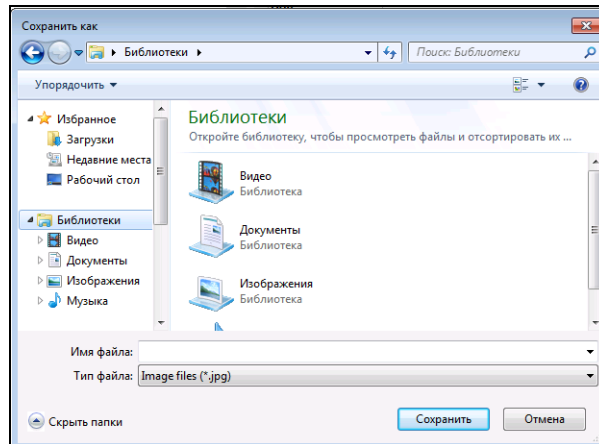 Сохранить как
Библиотеки
Поиск: Библиотеки
Упорядочить
Избранное
Загрузки
Недавние места
Рабочий стол
Библиотеки
Видео
Документы
Изображения
Музыка
Библиотеки
Откройте библиотеку, чтобы просмотреть файлы и отсортировать их ...
Видео
Библиотека
Документы
Библиотека
Изображения
Библиотека
Имя файла:
Тип файла: Image files (*.jpg)
Скрыть папки
Сохранить
Отмена